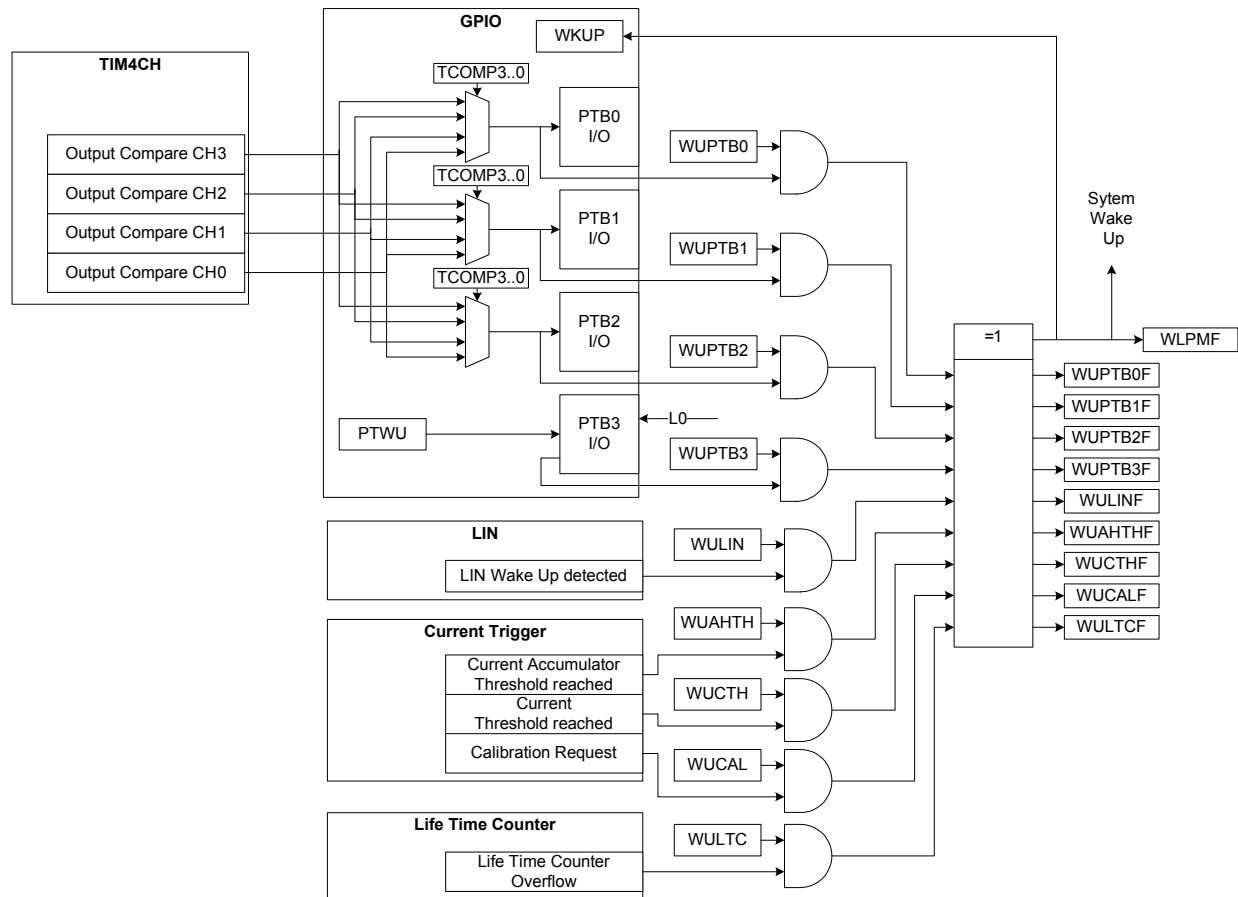 GPIO
WKUP
TIM4CH
TCOMP3..0
PTB0
I/O
Output Compare CH3
Output Compare CH2
Output Compare CH1
Output Compare CH0
WUPTB0
TCOMP3..0
PTB1
I/O
WUPTB1
Sytem
Wake
Up
TCOMP3..0
PTB2
I/O
WUPTB2
=1
WLPMF
WUPTB0F
WUPTB1F
WUPTB2F
WUPTB3F
WULINF
WUAHTHF
WUCTHF
WUCALF
WULTCF
PTWU
PTB3
I/O
L0
WUPTB3
LIN
LIN Wake Up detected
WULIN
Current Trigger
Current Accumulator
Threshold reached
Current
Threshold reached
Calibration Request
WUAHTH
WUCTH
WUCAL
Life Time Counter
Life Time Counter
Overflow
WULTC